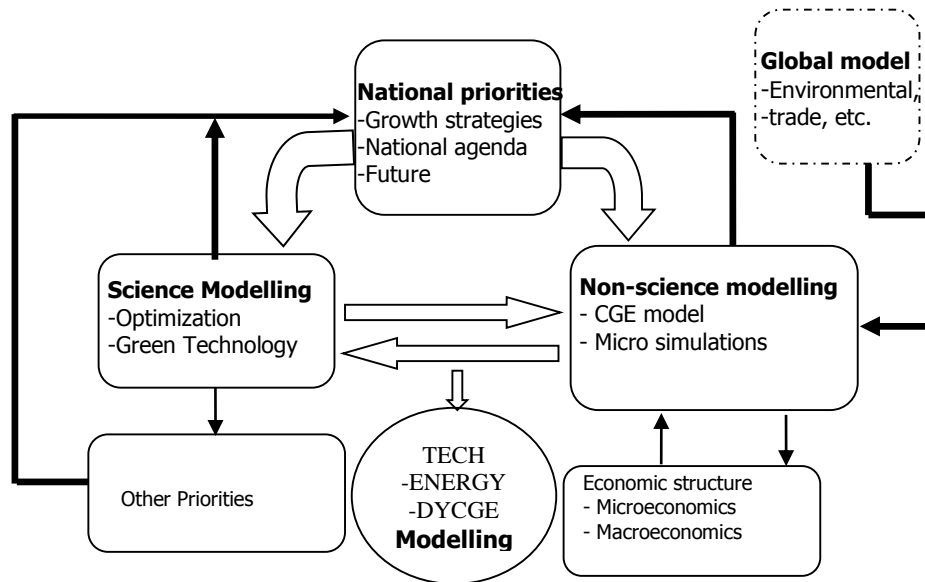 National priorities
-Growth strategies
-National agenda
-Future
Global model
-Environmental,
-trade, etc.
Science Modelling
-Optimization
-Green Technology
Non-science modelling
- CGE model
- Micro simulations
Other Priorities
TECH
-ENERGY
-DYCGE
Modelling
Economic structure
- Microeconomics
- Macroeconomics